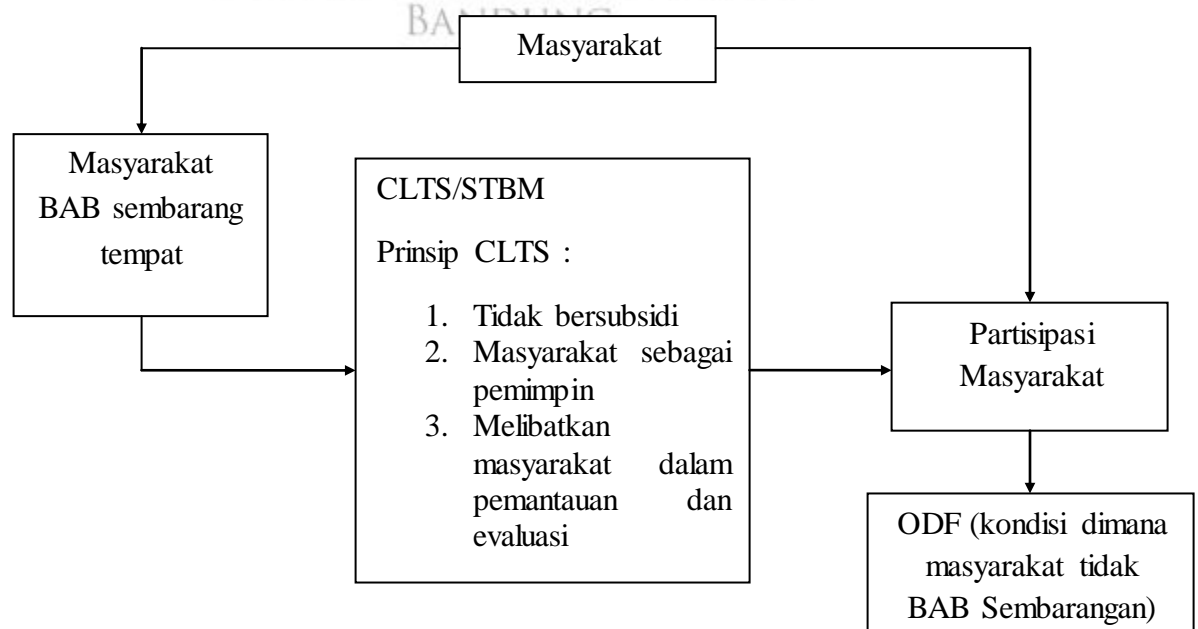 BANDUNG
Masyarakat
Masyarakat
BAB sembarang
tempat
CLTS/STBM
Prinsip CLTS :
1. Tidak bersubsidi
2. Masyarakat sebagai
pemimpin
3. Melibatkan
masyarakat dalam
pemantauan dan
evaluasi
Partisipasi
Masyarakat
ODF (kondisi dimana
masyarakat tidak
BAB Sembarangan)